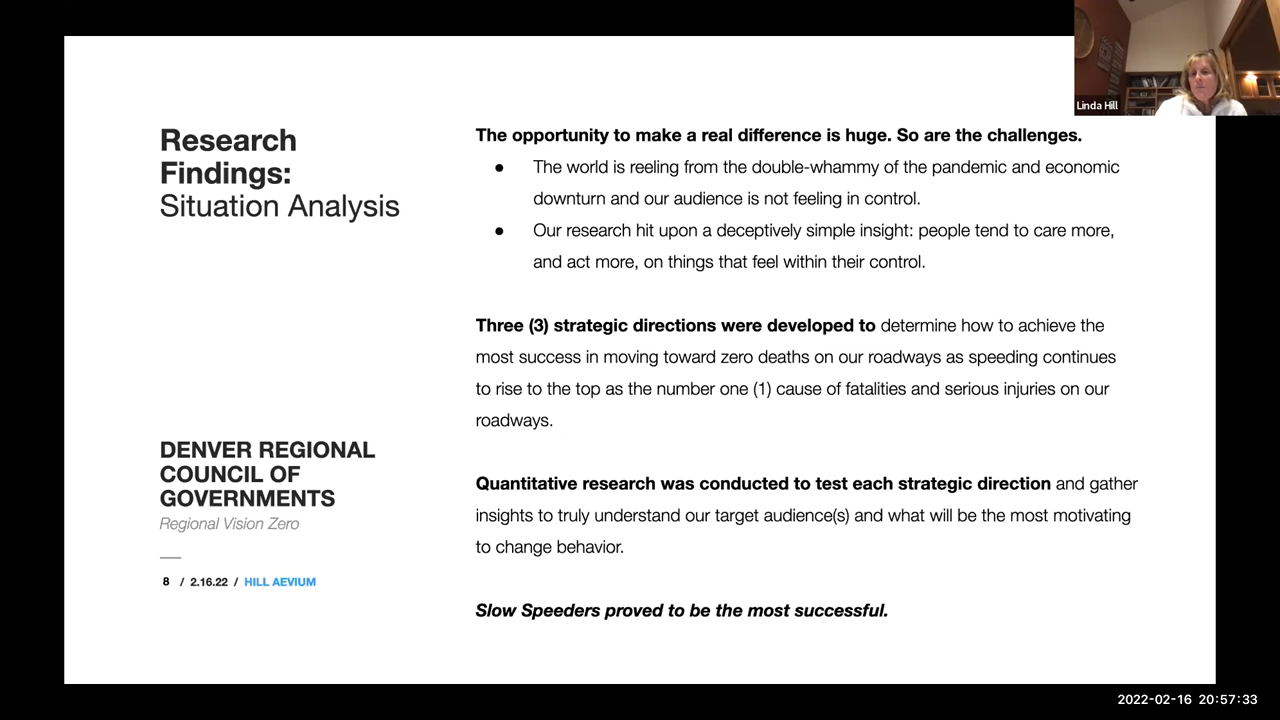 Research
Findings:
Situation Analysis
The opportunity to make a real difference is huge. So are the challenges.
● The world is reeling from the double-whammy of the pandemic and economic
downturn and our audience is not feeling in control.
● Our research hit upon a deceptively simple insight: people tend to care more,
and act more, on things that feel within their control.
Three (3) strategic directions were developed to determine how to achieve the
most success in moving toward zero deaths on our roadways as speeding continues
to rise to the top as the number one (1) cause of fatalities and serious injuries on our
roadways.
Quantitative research was conducted to test each strategic direction and gather
insights to truly understand our target audience(s) and what will be the most motivating
to change behavior.
Slow Speeders proved to be the most successful.
DENVER REGIONAL
COUNCIL OF
GOVERNMENTS
Regional Vision Zero
8 / 2.16.22 / HILL AEVIUM
Linda Hill
2022-02-16 20:57:33